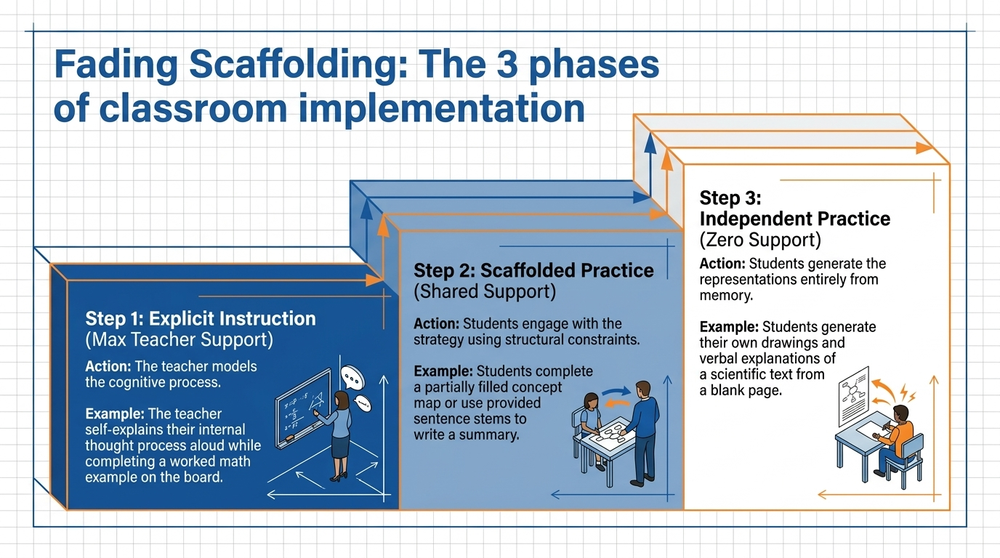 Fading Scaffolding: The 3 phases
of classroom implementation
Step 1: Explicit Instruction
(Max Teacher Support)
Action: The teacher models
the cognitive process.
Example: The teacher
self-explains their internal
thought process aloud while
completing a worked math
example on the board.
Step 2: Scaffolded Practice
(Shared Support)
Action: Students engage with the
strategy using structural constraints.
Example: Students complete
a partially filled concept
map or use provided
sentence stems to
write a summary.
Step 3:
Independent Practice
(Zero Support)
Action: Students generate the
representations entirely from
memory.
Example: Students generate
their own drawings and
verbal explanations of
a scientific text from
a blank page.